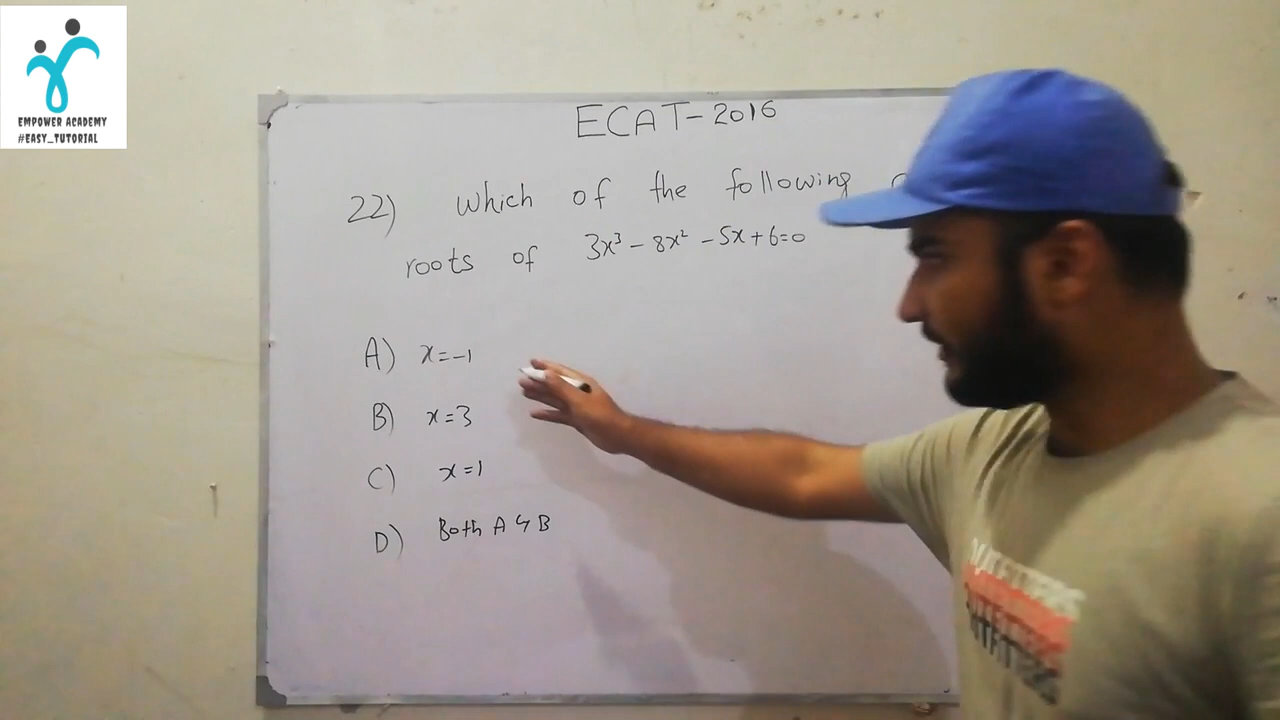 EMPOWER ACADEMY
#EASY_TUTORIAL
ECAT-2016
22) Which of the following
roots of 3x³ - 8x² - 5x + 6=0
A) x=-1
B) x=3
C) x=1
D) Both A & B